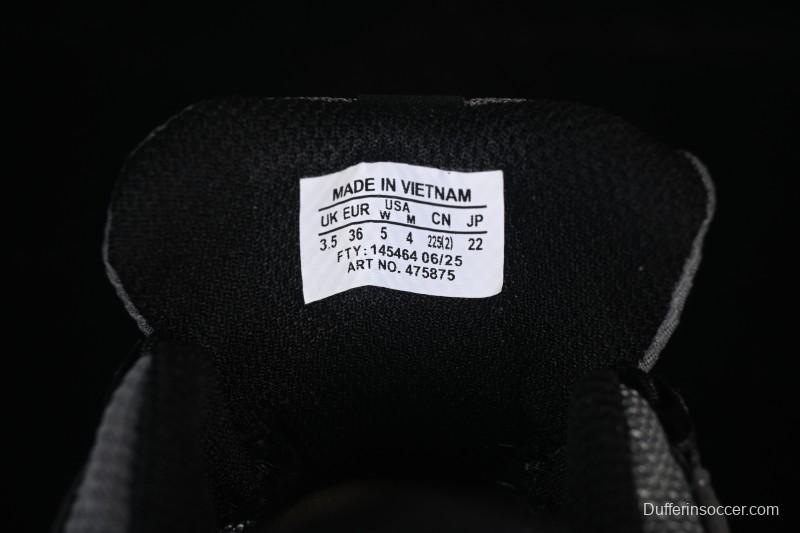 MADE IN VIETNAM
UK EUR USA W M CN JP
3.5 36 5 4 225(2) 22
FTY: 145464 06/25
ART NO. 475875
Dufferinsoccer.com